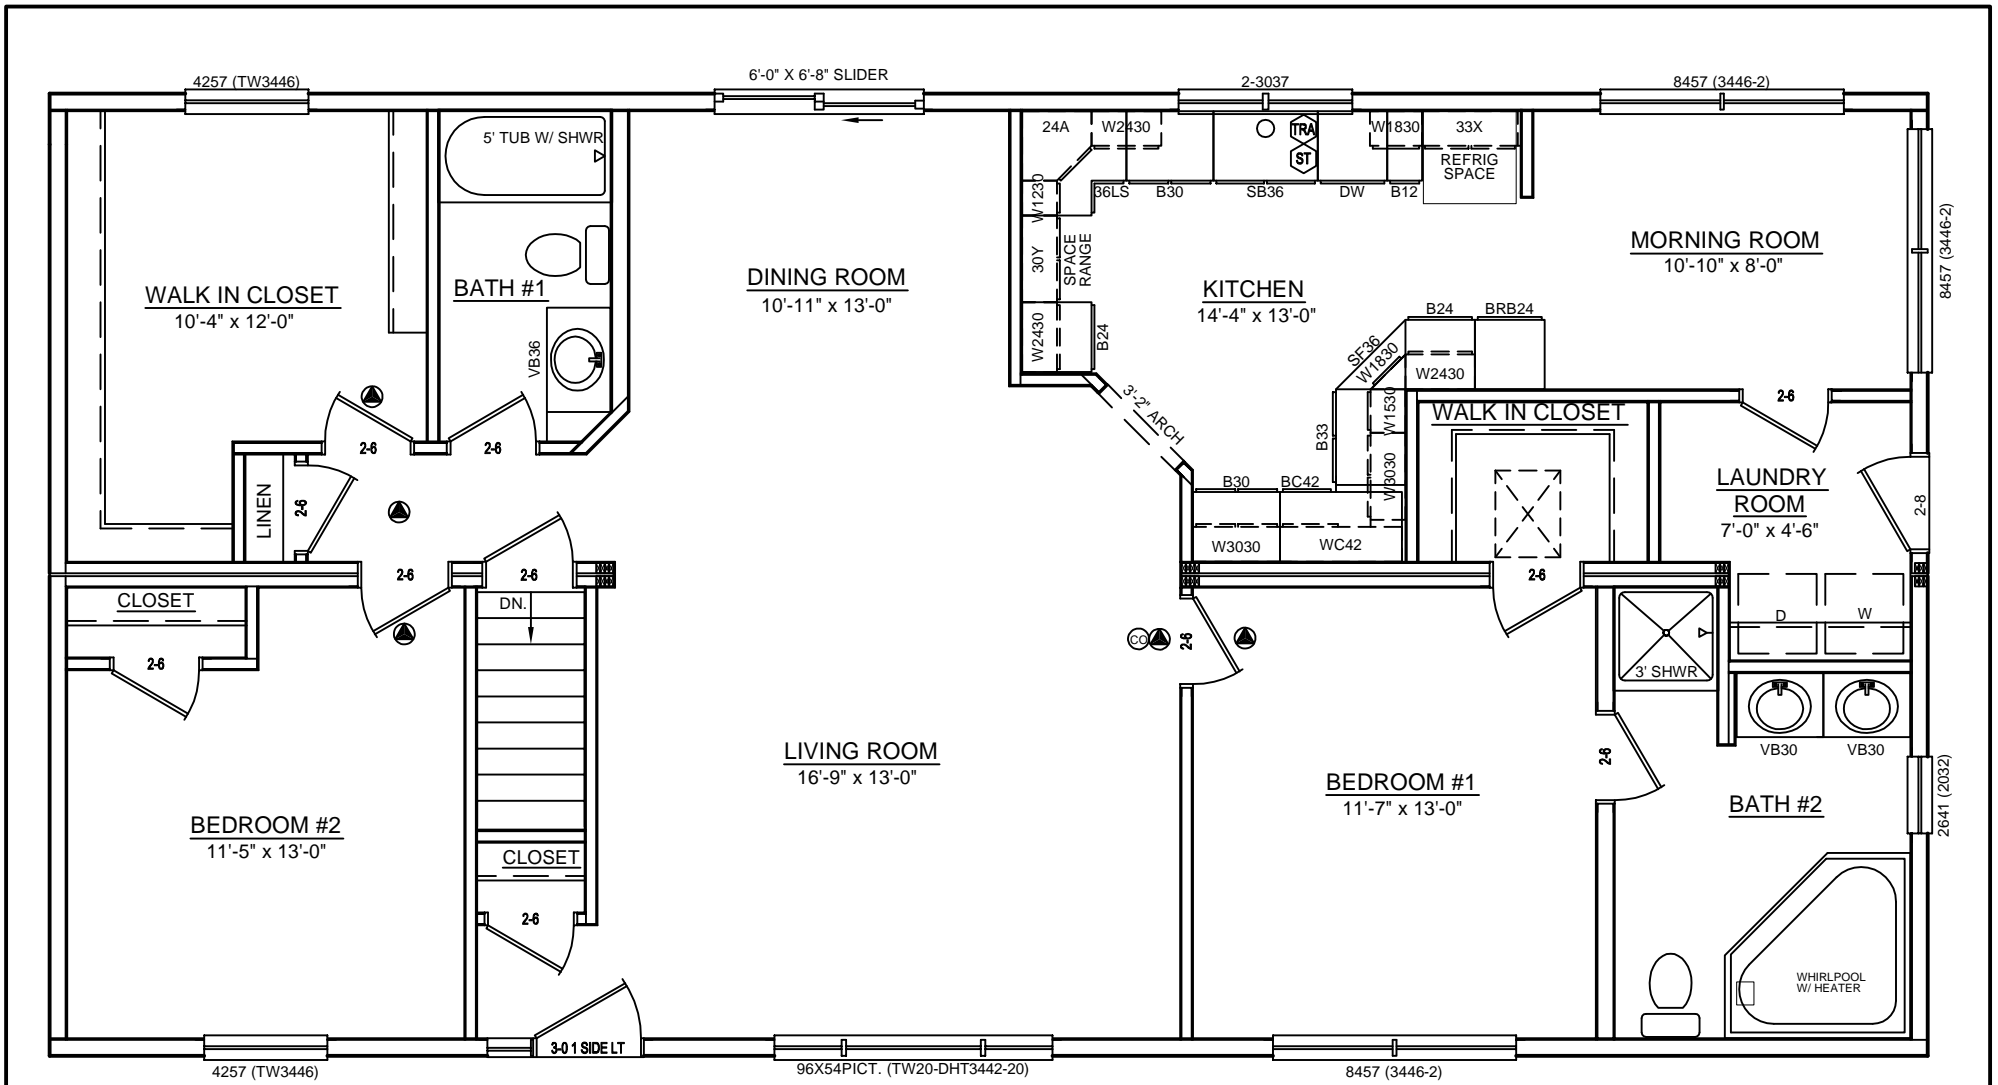 4257 (TW3446)
6'-0" X 6'-8" SLIDER
2-3037
8457 (3446-2)
5' TUB W/ SHWR
24A
W2430
TRA
ST
W1830
33X
REFRIG
SPACE
W1230
36LS
B30
SB36
DW
B12
30Y
SPACE
RANGE
W2430
B24
WALK IN CLOSET
10'-4" x 12'-0"
BATH #1
VB36
DINING ROOM
10'-11" x 13'-0"
KITCHEN
14'-4" x 13'-0"
MORNING ROOM
10'-10" x 8'-0"
8457 (3446-2)
B24
BRB24
SF36
W1830
W2430
3'-2" ARCH
W1530
B33
W3030
B30
BC42
W3030
WC42
WALK IN CLOSET
2-6
LAUNDRY
ROOM
7'-0" x 4'-6"
2-8
2-6
2-6
LINEN
2-6
2-6
2-6
2-6
DN.
CLOSET
2-6
CO
2-6
3' SHWR
D
W
VB30
VB30
2-6
LIVING ROOM
16'-9" x 13'-0"
BEDROOM #1
11'-7" x 13'-0"
BATH #2
2641 (2032)
BEDROOM #2
11'-5" x 13'-0"
CLOSET
2-6
WHIRLPOOL
W/ HEATER
3-0 1 SIDE LT
4257 (TW3446)
96X54PICT. (TW20-DHT3442-20)
8457 (3446-2)